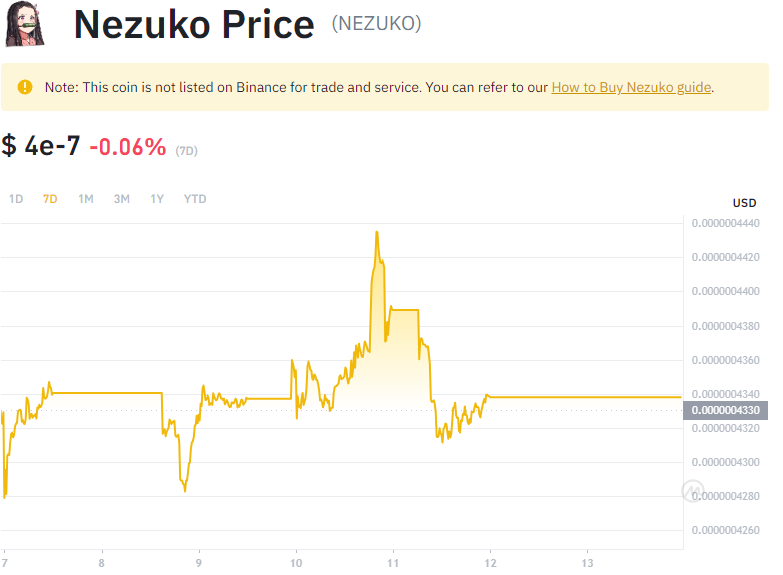 Nezuko Price (NEZUKO)
Note: This coin is not listed on Binance for trade and service. You can refer to our How to Buy Nezuko guide.
$ 4e-7 -0.06% (7D)
1D 7D 1M 3M 1Y YTD
USD
0.0000004440
0.0000004420
0.0000004400
0.0000004380
0.0000004360
0.0000004340
0.0000004330
0.0000004320
0.0000004300
0.0000004280
0.0000004260
7 8 9 10 11 12 13